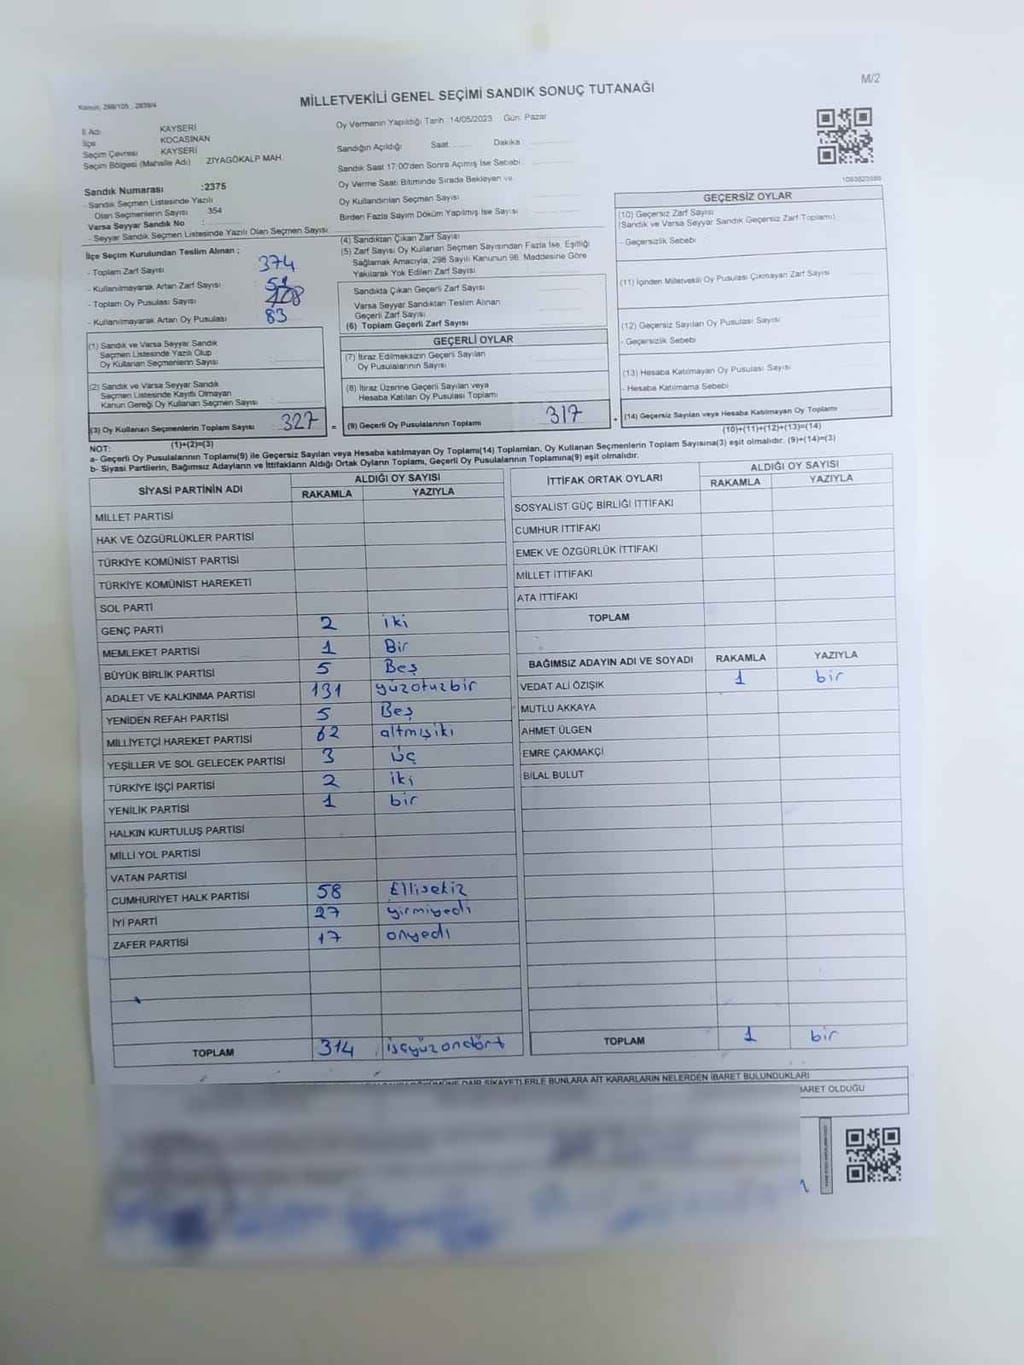 Kanun: 298/105 , 2839/4
MİLLETVEKİLİ GENEL SEÇİMİ SANDIK SONUÇ TUTANAĞI
M/2
İl Adı KAYSERİ
İlçe KOCASİNAN
Seçim Çevresi KAYSERİ
Seçim Bölgesi (Mahalle Adı) ZİYAGÖKALP MAH.
Sandık Numarası :2375
- Sandık Seçmen Listesinde Yazılı
Olan Seçmenlerin Sayısı 354
Varsa Seyyar Sandık No :
- Seyyar Sandık Seçmen Listesinde Yazılı Olan Seçmen Sayısı:
İlçe Seçim Kurulundan Teslim Alınan ;
- Toplam Zarf Sayısı 374
- Kullanılmayarak Artan Zarf Sayısı
- Toplam Oy Pusulası Sayısı
- Kullanılmayarak Artan Oy Pusulası 83
(1) Sandık ve Varsa Seyyar Sandık
Seçmen Listesinde Yazılı Olup
Oy Kullanan Seçmenlerin Sayısı
(2) Sandık ve Varsa Seyyar Sandık
Seçmen Listesinde Kayıtlı Olmayan
Kanun Gereği Oy Kullanan Seçmen Sayısı
(3) Oy Kullanan Seçmenlerin Toplam Sayısı 327 =
(1)+(2)=(3)
Oy Vermenin Yapıldığı Tarih :14/05/2023 Gün: Pazar
Sandığın Açıldığı Saat: Dakika :
Sandık Saat 17:00'den Sonra Açımış İse Sebabi :
Oy Verme Saati Bitiminde Sırada Bekleyen ve
Oy Kullandırılan Seçmen Sayısı
Birden Fazla Sayım Döküm Yapılmış İse Sayısı
(4) Sandıktan Çıkan Zarf Sayısı
(5) Zarf Sayısı Oy Kullanan Seçmen Sayısından Fazla İse, Eşitliği
Sağlamak Amacıyla, 298 Sayılı Kanunun 98. Maddesine Göre
Yakılarak Yok Edilen Zarf Sayısı
Sandıkta Çıkan Geçerli Zarf Sayısı
Varsa Seyyar Sandıktan Teslim Alınan
Geçerli Zarf Sayısı
(6) Toplam Geçerli Zarf Sayısı
GEÇERLİ OYLAR
(7) İtiraz Edilmeksizin Geçerli Sayılan
Oy Pusulalarının Sayısı
(8) İtiraz Üzerine Geçerli Sayılan veya
Hesaba Katılan Oy Pusulası Toplamı
(9) Geçerli Oy Pusulalarının Toplamı 317 +
1083823586
GEÇERSİZ OYLAR
(10) Geçersiz Zarf Sayısı
(Sandık ve Varsa Seyyar Sandık Geçersiz Zarf Toplamı)
- Geçersizlik Sebebi
(11) İçinden Milletvekili Oy Pusulası Çıkmayan Zarf Sayısı
(12) Geçersiz Sayılan Oy Pusulası Sayısı
- Geçersizlik Sebebi
(13) Hesaba Katılmayan Oy Pusulası Sayısı
- Hesaba Katılmama Sebebi
(14) Geçersiz Sayılan veya Hesaba Katılmayan Oy Toplamı
(10)+(11)+(12)+(13)=(14)
NOT:
a- Geçerli Oy Pusulalarının Toplamı(9) ile Geçersiz Sayılan veya Hesaba katılmayan Oy Toplamı(14) Toplamları, Oy Kullanan Seçmenlerin Toplam Sayısına(3) eşit olmalıdır. (9)+(14)=(3)
b- Siyasi Partilerin, Bağımsız Adayların ve İttifakların Aldığı Ortak Oyların Toplamı, Geçerli Oy Pusulalarının Toplamına(9) eşit olmalıdır.
SİYASİ PARTİNİN ADI ALDIĞI OY SAYISI
RAKAMLA YAZIYLA
MİLLET PARTİSİ
HAK VE ÖZGÜRLÜKLER PARTİSİ
TÜRKİYE KOMÜNİST PARTİSİ
TÜRKİYE KOMÜNİST HAREKETİ
SOL PARTİ
GENÇ PARTİ 2 iki
MEMLEKET PARTİSİ 1 Bir
BÜYÜK BİRLİK PARTİSİ 5 Beş
ADALET VE KALKINMA PARTİSİ 131 yüzotuzbir
YENİDEN REFAH PARTİSİ 5 Beş
MİLLİYETÇİ HAREKET PARTİSİ 62 altmışiki
YEŞİLLER VE SOL GELECEK PARTİSİ 3 üç
TÜRKİYE İŞÇİ PARTİSİ 2 iki
YENİLİK PARTİSİ 1 bir
HALKIN KURTULUŞ PARTİSİ
MİLLİ YOL PARTİSİ
VATAN PARTİSİ
CUMHURİYET HALK PARTİSİ 58 Ellisekiz
İYİ PARTİ 27 yirmiyedi
ZAFER PARTİSİ 17 onyedi
TOPLAM 314 üçyüzondört
İTTİFAK ORTAK OYLARI ALDIĞI OY SAYISI
RAKAMLA YAZIYLA
SOSYALİST GÜÇ BİRLİĞİ İTTİFAKI
CUMHUR İTTİFAKI
EMEK VE ÖZGÜRLÜK İTTİFAKI
MİLLET İTTİFAKI
ATA İTTİFAKI
TOPLAM
BAĞIMSIZ ADAYIN ADI VE SOYADI RAKAMLA YAZIYLA
VEDAT ALİ ÖZIŞIK 1 bir
MUTLU AKKAYA
AHMET ÜLGEN
EMRE ÇAKMAKÇİ
BİLAL BULUT
TOPLAM 1 bir
DAİR ŞİKAYETLERLE BUNLARA AİT KARARLARIN NELERDEN İBARET BULUNDUKLARI
BARET OLDUĞU